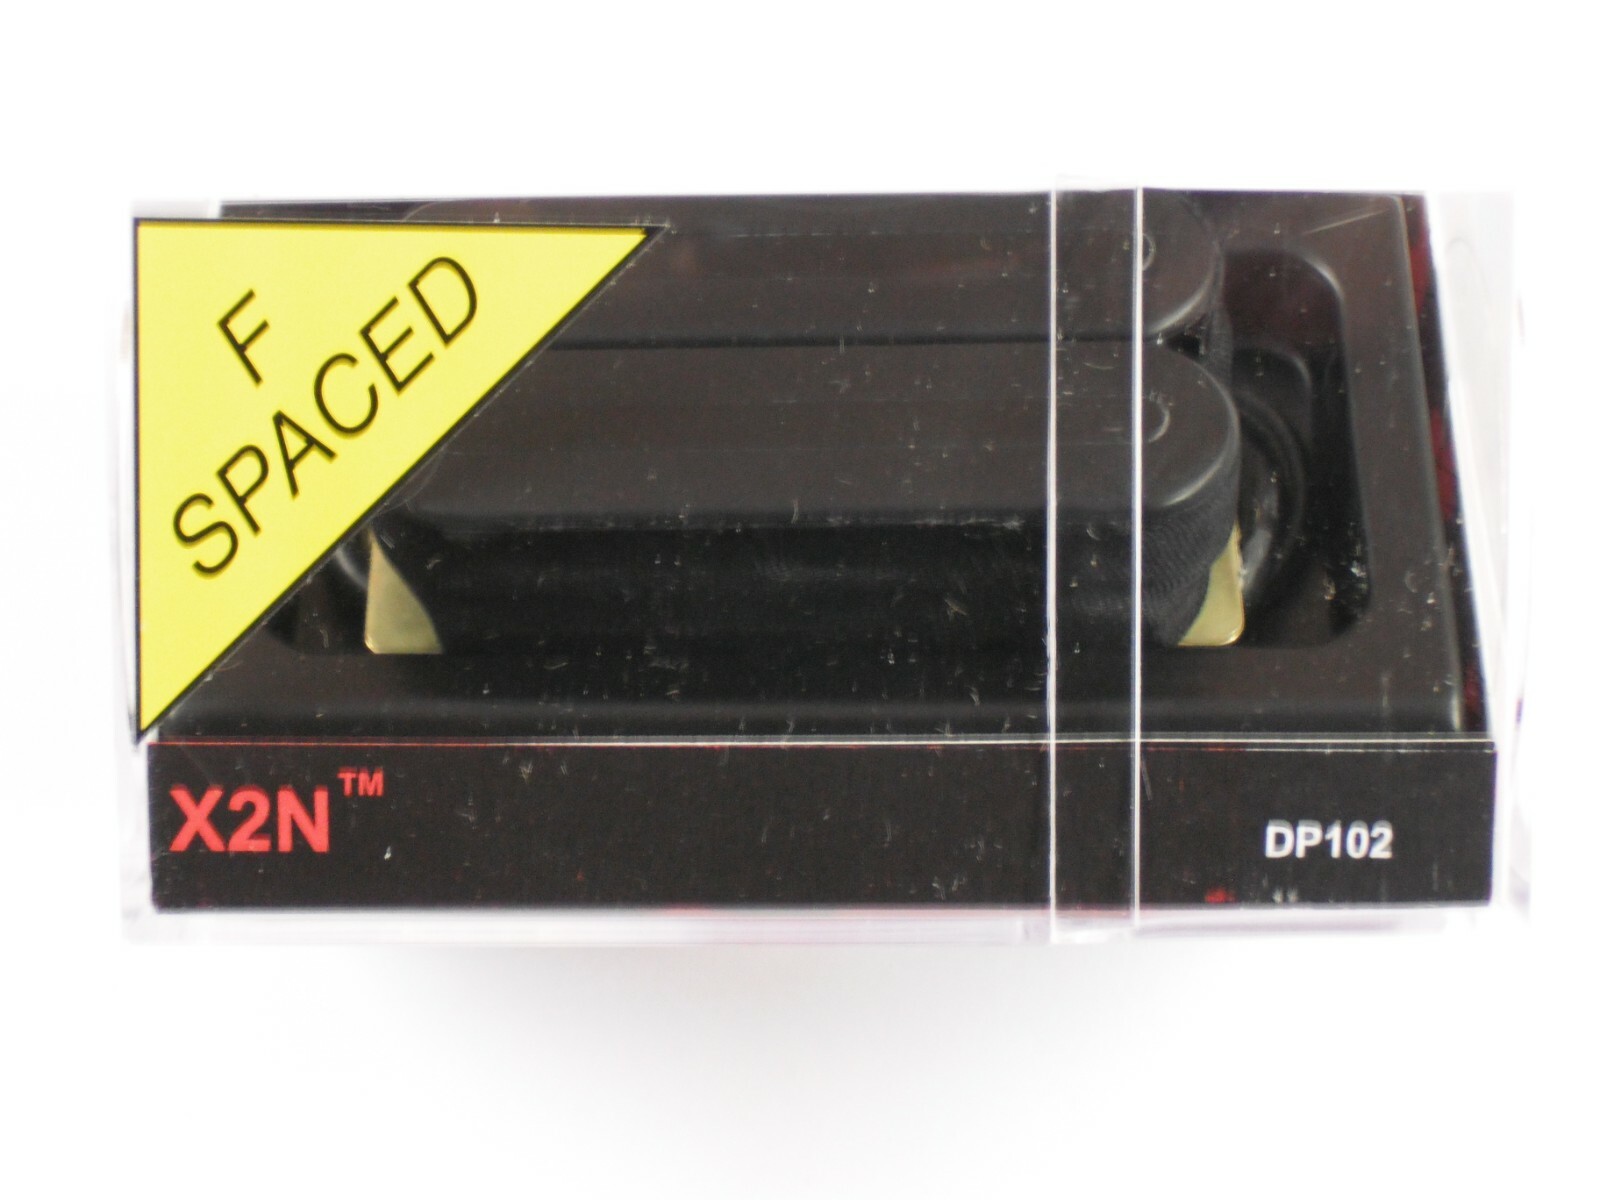 F
SPACED
X2N™
DP102